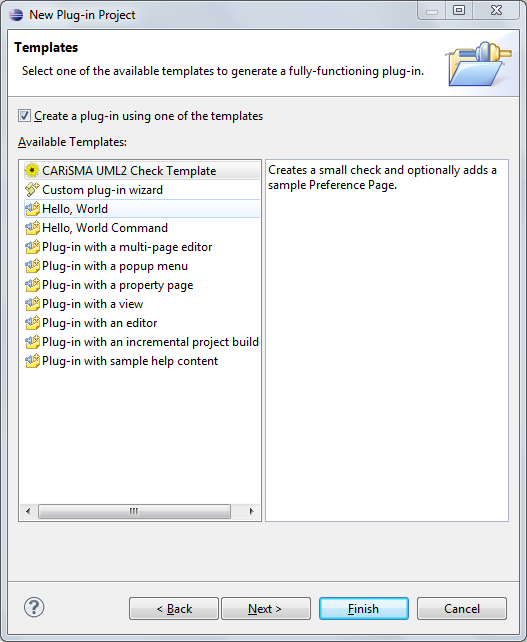 New Plug-in Project
Templates
Select one of the available templates to generate a fully-functioning plug-in.
Create a plug-in using one of the templates
Available Templates:
CARiSMA UML2 Check Template
Custom plug-in wizard
Hello, World
Hello, World Command
Plug-in with a multi-page editor
Plug-in with a popup menu
Plug-in with a property page
Plug-in with a view
Plug-in with an editor
Plug-in with an incremental project build
Plug-in with sample help content
Creates a small check and optionally adds a
sample Preference Page.
?
< Back
Next >
Finish
Cancel